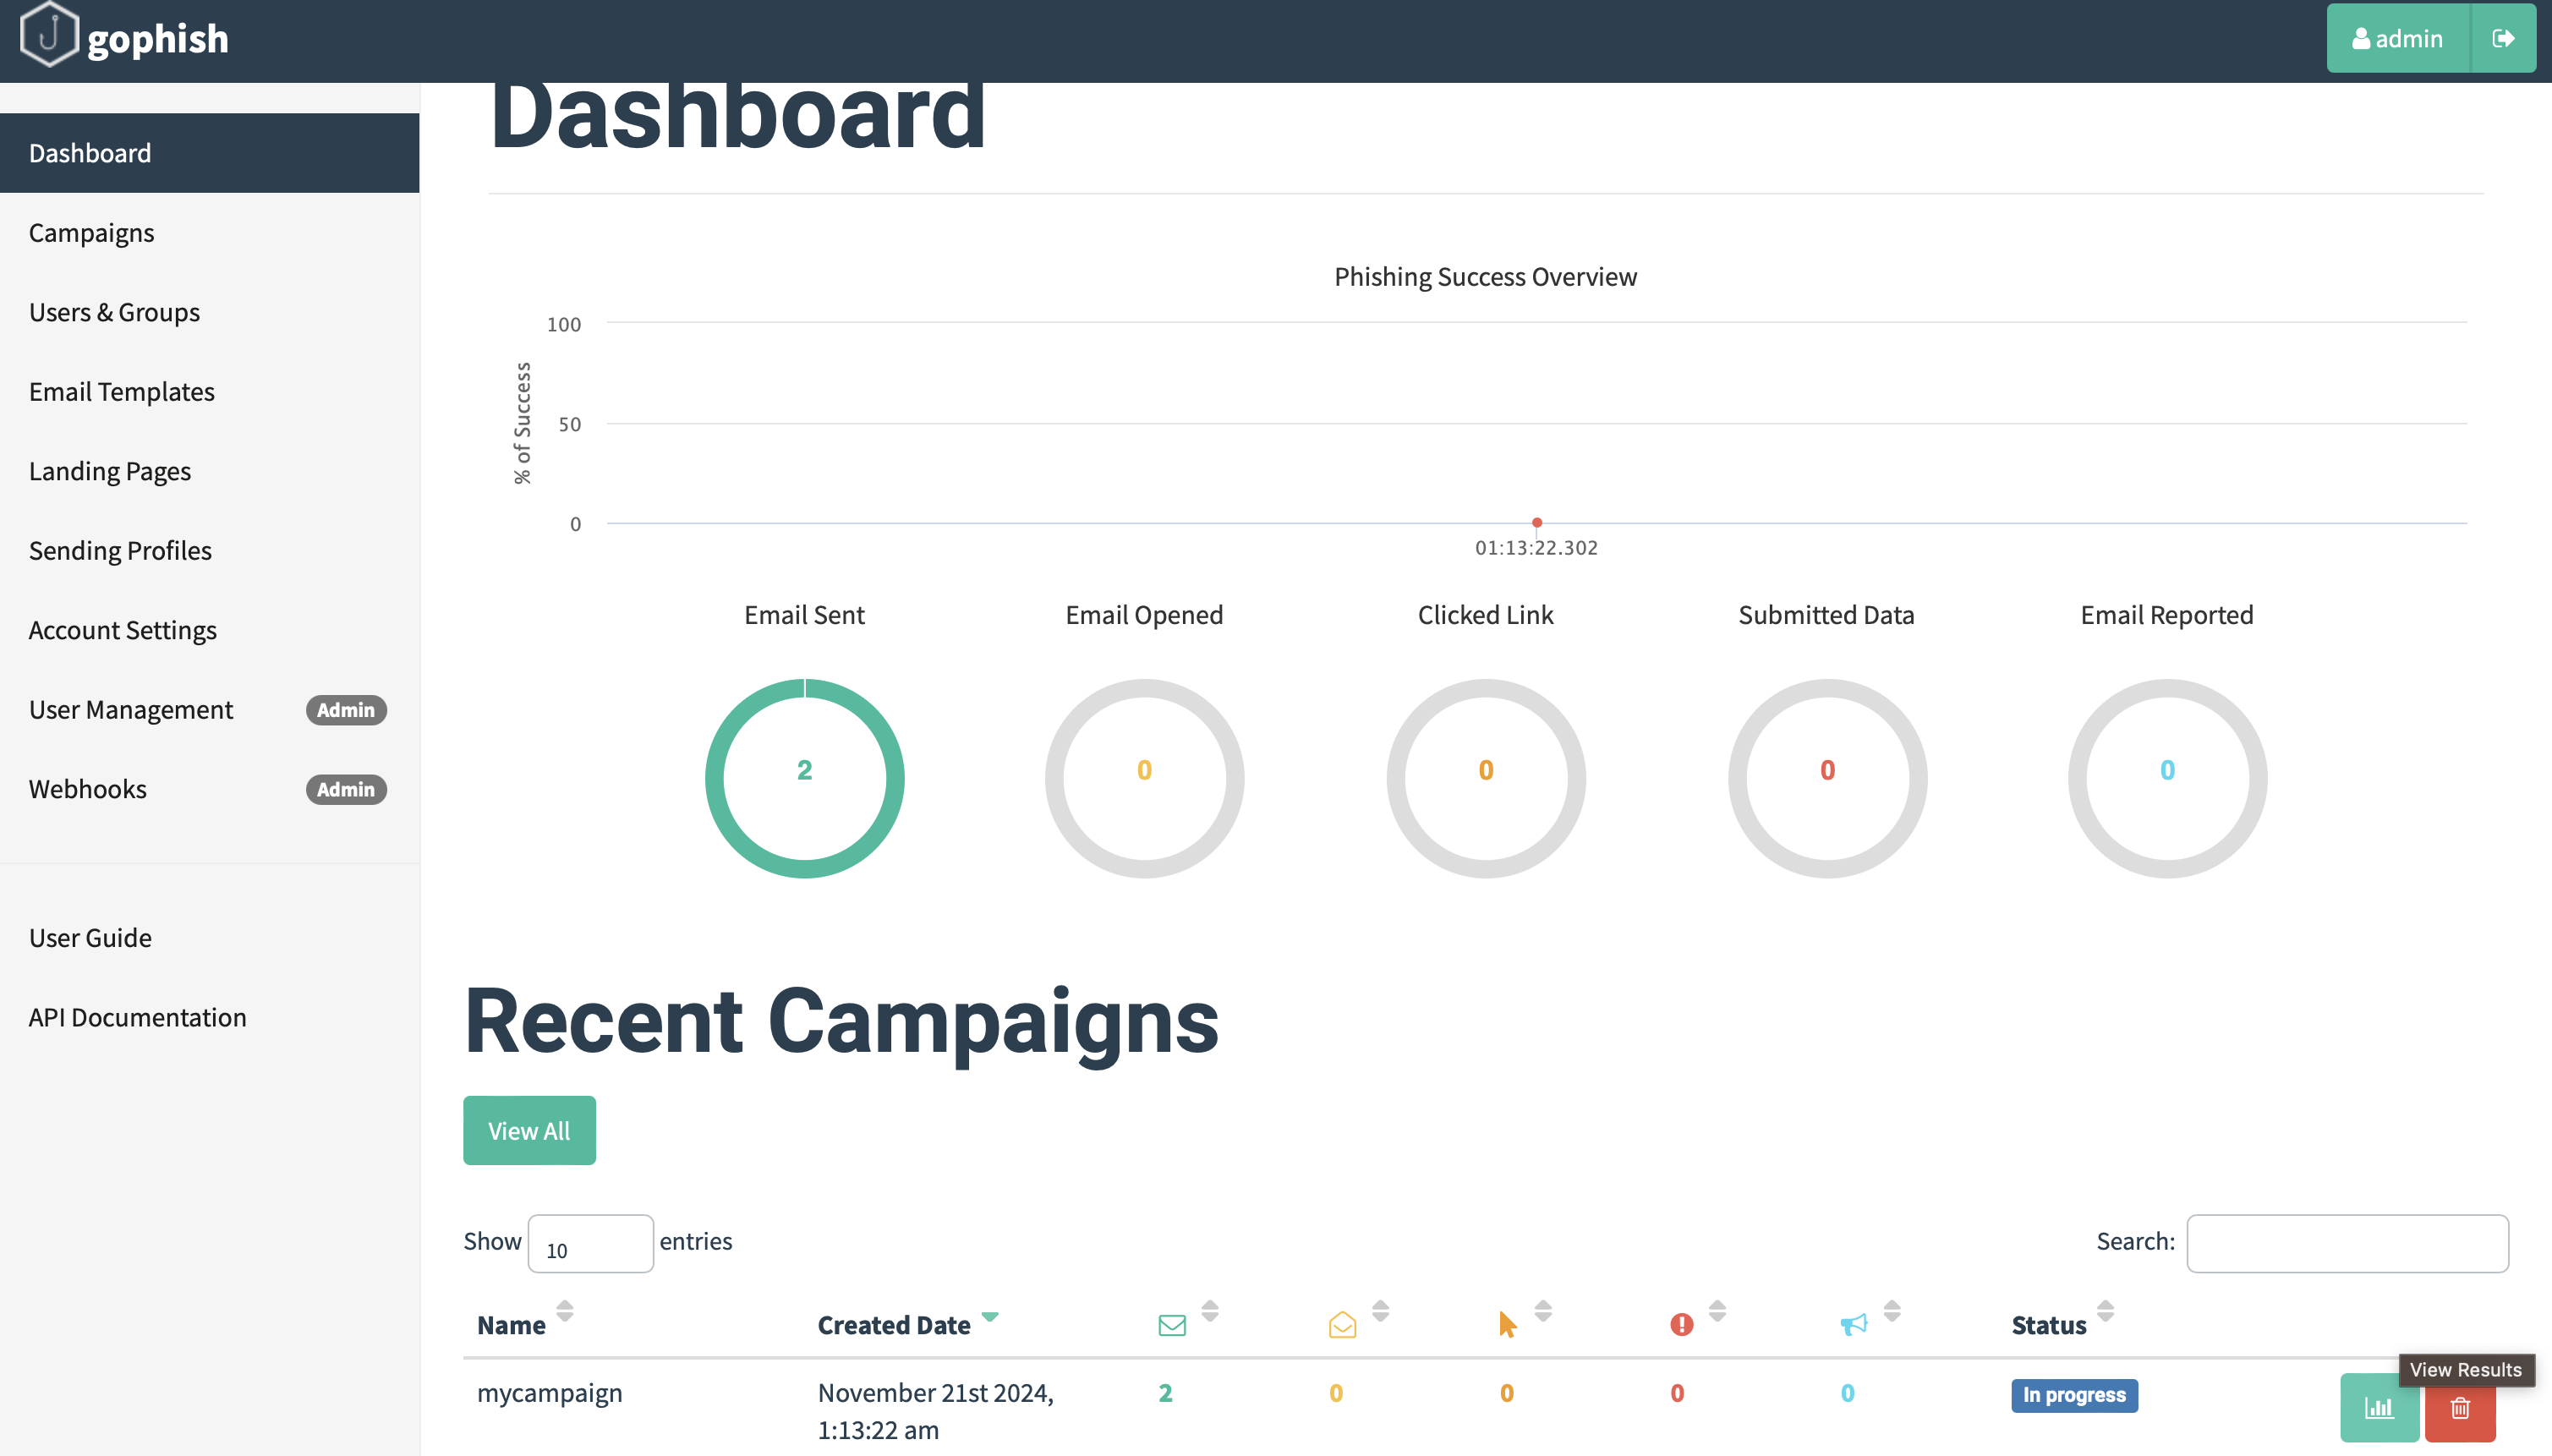 gophish
admin
Dashboard
Dashboard
Campaigns
Users & Groups
Email Templates
Landing Pages
Sending Profiles
Account Settings
User Management Admin
Webhooks Admin
User Guide
API Documentation
Phishing Success Overview
% of Success
100
50
0
01:13:22.302
Email Sent Email Opened Clicked Link Submitted Data Email Reported
2 0 0 0 0
Recent Campaigns
View All
Show 10 entries
Search:
Name Created Date Status
View Results
mycampaign November 21st 2024, 2 0 0 0 0 In progress
1:13:22 am